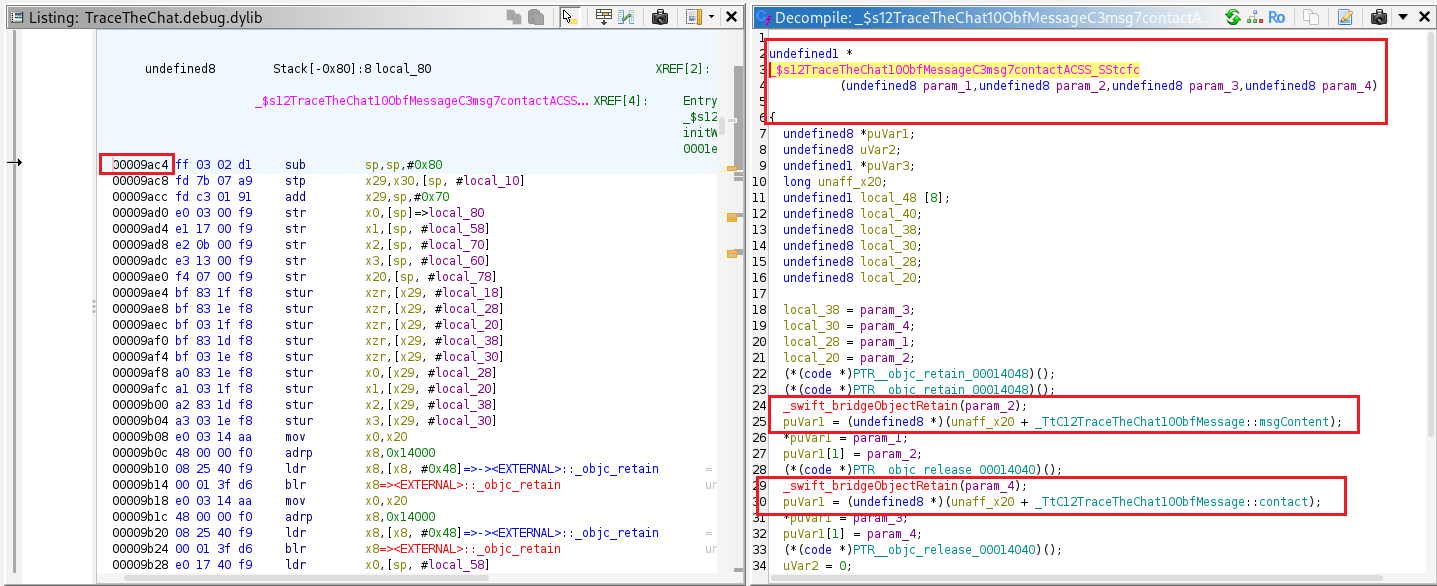 Listing: TraceTheChat.debug.dylib
undefined8 Stack[-0x80]:8 local_80 XREF[2]:
_$s12TraceTheChat10ObfMessageC3msg7contactACSS... XREF[4]: Entry
_$s12
initW
0001e
00009ac4 ff 03 02 d1 sub sp,sp,#0x80
00009ac8 fd 7b 07 a9 stp x29,x30,[sp, #local_10]
00009acc fd c3 01 91 add x29,sp,#0x70
00009ad0 e0 03 00 f9 str x0,[sp]=>local_80
00009ad4 e1 17 00 f9 str x1,[sp, #local_58]
00009ad8 e2 0b 00 f9 str x2,[sp, #local_70]
00009adc e3 13 00 f9 str x3,[sp, #local_60]
00009ae0 f4 07 00 f9 str x20,[sp, #local_78]
00009ae4 bf 83 1f f8 stur xzr,[x29, #local_18]
00009ae8 bf 83 1e f8 stur xzr,[x29, #local_28]
00009aec bf 03 1f f8 stur xzr,[x29, #local_20]
00009af0 bf 83 1d f8 stur xzr,[x29, #local_38]
00009af4 bf 03 1e f8 stur xzr,[x29, #local_30]
00009af8 a0 83 1e f8 stur x0,[x29, #local_28]
00009afc a1 03 1f f8 stur x1,[x29, #local_20]
00009b00 a2 83 1d f8 stur x2,[x29, #local_38]
00009b04 a3 03 1e f8 stur x3,[x29, #local_30]
00009b08 e0 03 14 aa mov x0,x20
00009b0c 48 00 00 f0 adrp x8,0x14000
00009b10 08 25 40 f9 ldr x8,[x8, #0x48]=>-><EXTERNAL>::_objc_retain =
00009b14 00 01 3f d6 blr x8=><EXTERNAL>::_objc_retain ur
00009b18 e0 03 14 aa mov x0,x20
00009b1c 48 00 00 f0 adrp x8,0x14000
00009b20 08 25 40 f9 ldr x8,[x8, #0x48]=>-><EXTERNAL>::_objc_retain =
00009b24 00 01 3f d6 blr x8=><EXTERNAL>::_objc_retain ur
00009b28 e0 17 40 f9 ldr x0,[sp, #local_58]
Decompile: _$s12TraceTheChat10ObfMessageC3msg7contactA... Ro
1
2 undefined1 *
3 _$s12TraceTheChat10ObfMessageC3msg7contactACSS_SStcfc
4 (undefined8 param_1,undefined8 param_2,undefined8 param_3,undefined8 param_4)
5
6 {
7 undefined8 *puVar1;
8 undefined8 uVar2;
9 undefined1 *puVar3;
10 long unaff_x20;
11 undefined1 local_48 [8];
12 undefined8 local_40;
13 undefined8 local_38;
14 undefined8 local_30;
15 undefined8 local_28;
16 undefined8 local_20;
17
18 local_38 = param_3;
19 local_30 = param_4;
20 local_28 = param_1;
21 local_20 = param_2;
22 (*(code *)PTR__objc_retain_00014048)();
23 (*(code *)PTR__objc_retain_00014048)();
24 _swift_bridgeObjectRetain(param_2);
25 puVar1 = (undefined8 *)(unaff_x20 + _TtC12TraceTheChat10ObfMessage::msgContent);
26 *puVar1 = param_1;
27 puVar1[1] = param_2;
28 (*(code *)PTR__objc_release_00014040)();
29 _swift_bridgeObjectRetain(param_4);
30 puVar1 = (undefined8 *)(unaff_x20 + _TtC12TraceTheChat10ObfMessage::contact);
31 *puVar1 = param_3;
32 puVar1[1] = param_4;
33 (*(code *)PTR__objc_release_00014040)();
34 uVar2 = 0;